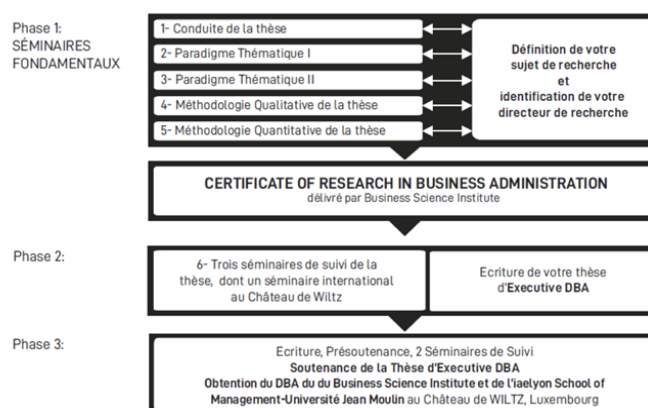 Phase 1:
SÉMINAIRES
FONDAMENTAUX
1- Conduite de la thèse
2- Paradigme Thématique I
3- Paradigme Thématique II
4- Méthodologie Qualitative de la thèse
5- Méthodologie Quantitative de la thèse
Définition de votre
sujet de recherche
et
identification de votre
directeur de recherche
CERTIFICATE OF RESEARCH IN BUSINESS ADMINISTRATION
délivré par Business Science Institute
Phase 2:
6- Trois séminaires de suivi de la
thèse, dont un séminaire international
au Château de Wiltz
Ecriture de votre thèse
d'Executive DBA
Phase 3:
Ecriture, Présoutenance, 2 Séminaires de Suivi
Soutenance de la Thèse d'Executive DBA
Obtention du DBA du du Business Science Institute et de l'iaelyon School of
Management-Université Jean Moulin au Château de WILTZ, Luxembourg